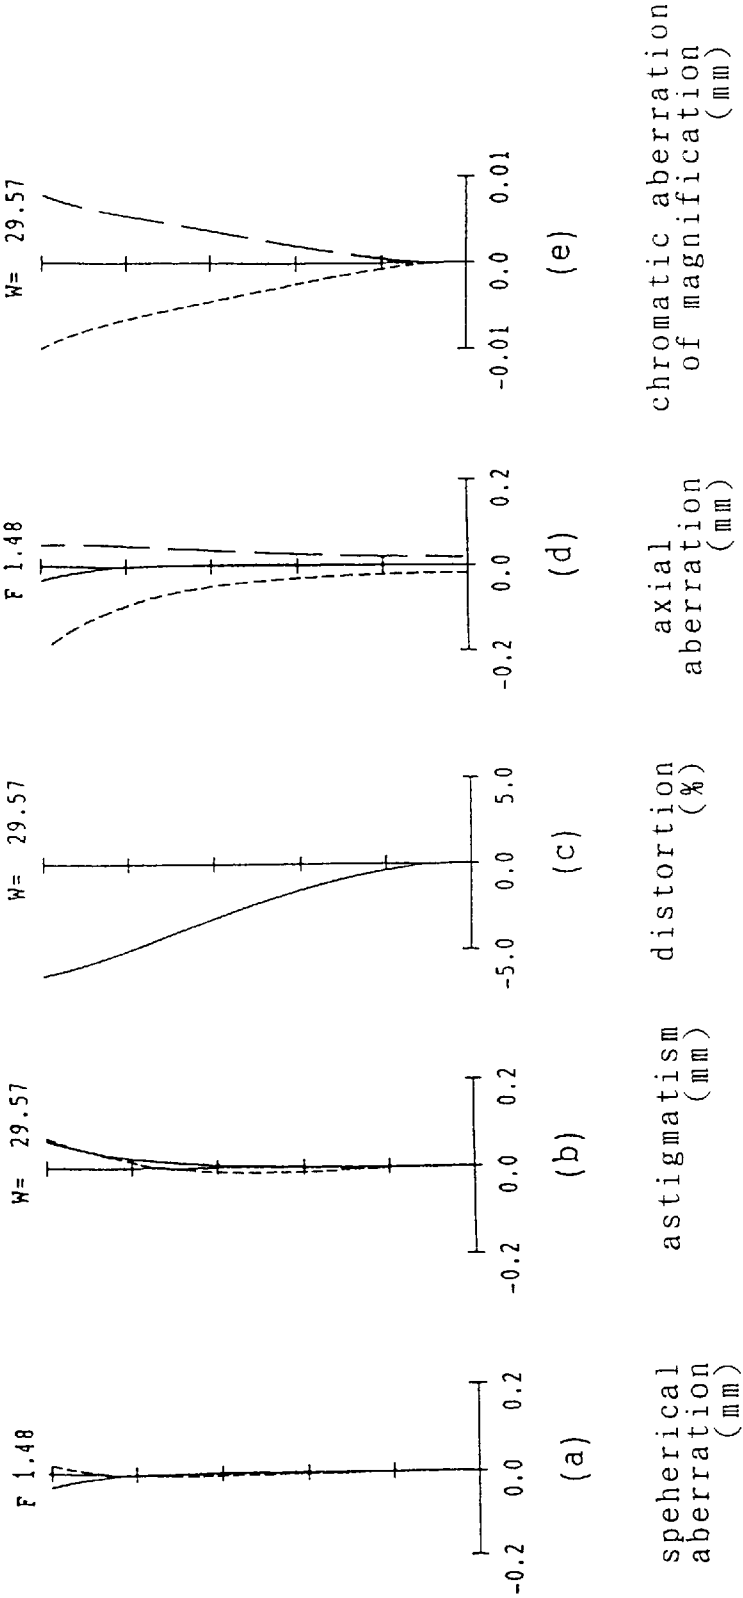 F 1.48
-0.2 0.0 0.2
(a)
speherical
aberration
(mm)
W= 29.57
-0.2 0.0 0.2
(b)
astigmatism
(mm)
W= 29.57
-5.0 0.0 5.0
(c)
distortion
(%)
F 1.48
-0.2 0.0 0.2
(d)
axial
aberration
(mm)
W= 29.57
-0.01 0.0 0.01
(e)
chromatic aberration
of magnification
(mm)